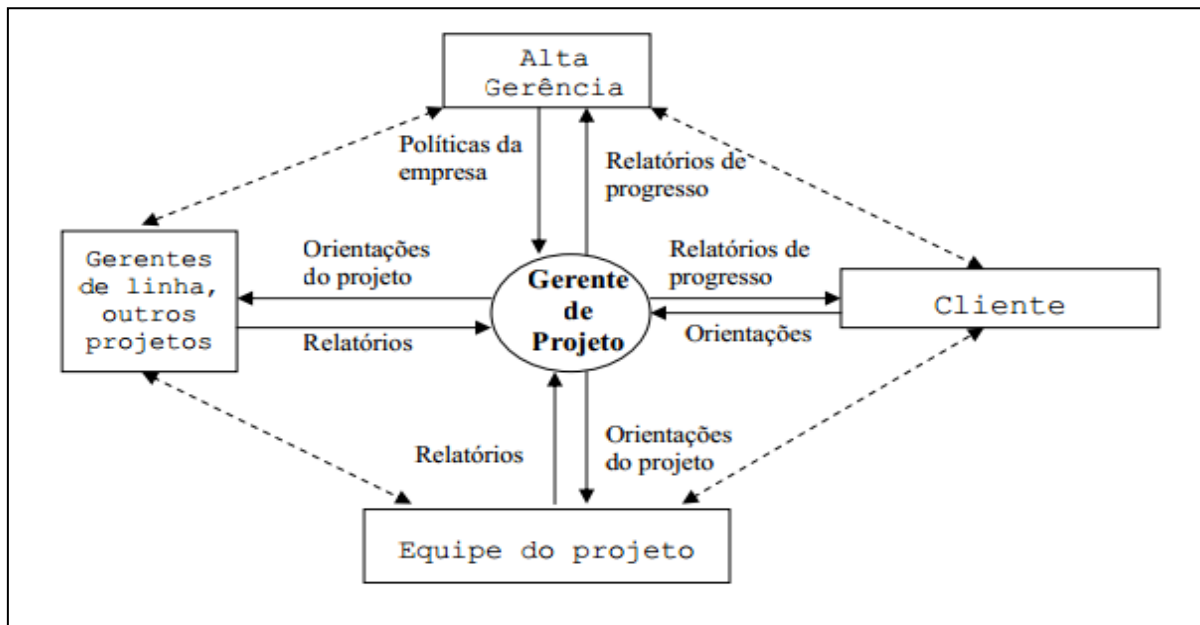 Alta
Gerência
Políticas da
empresa
Relatórios de
progresso
Gerentes
de linha,
outros
projetos
Orientações
do projeto
Relatórios
Gerente
de
Projeto
Relatórios de
progresso
Orientações
Cliente
Relatórios
Orientações
do projeto
Equipe do projeto